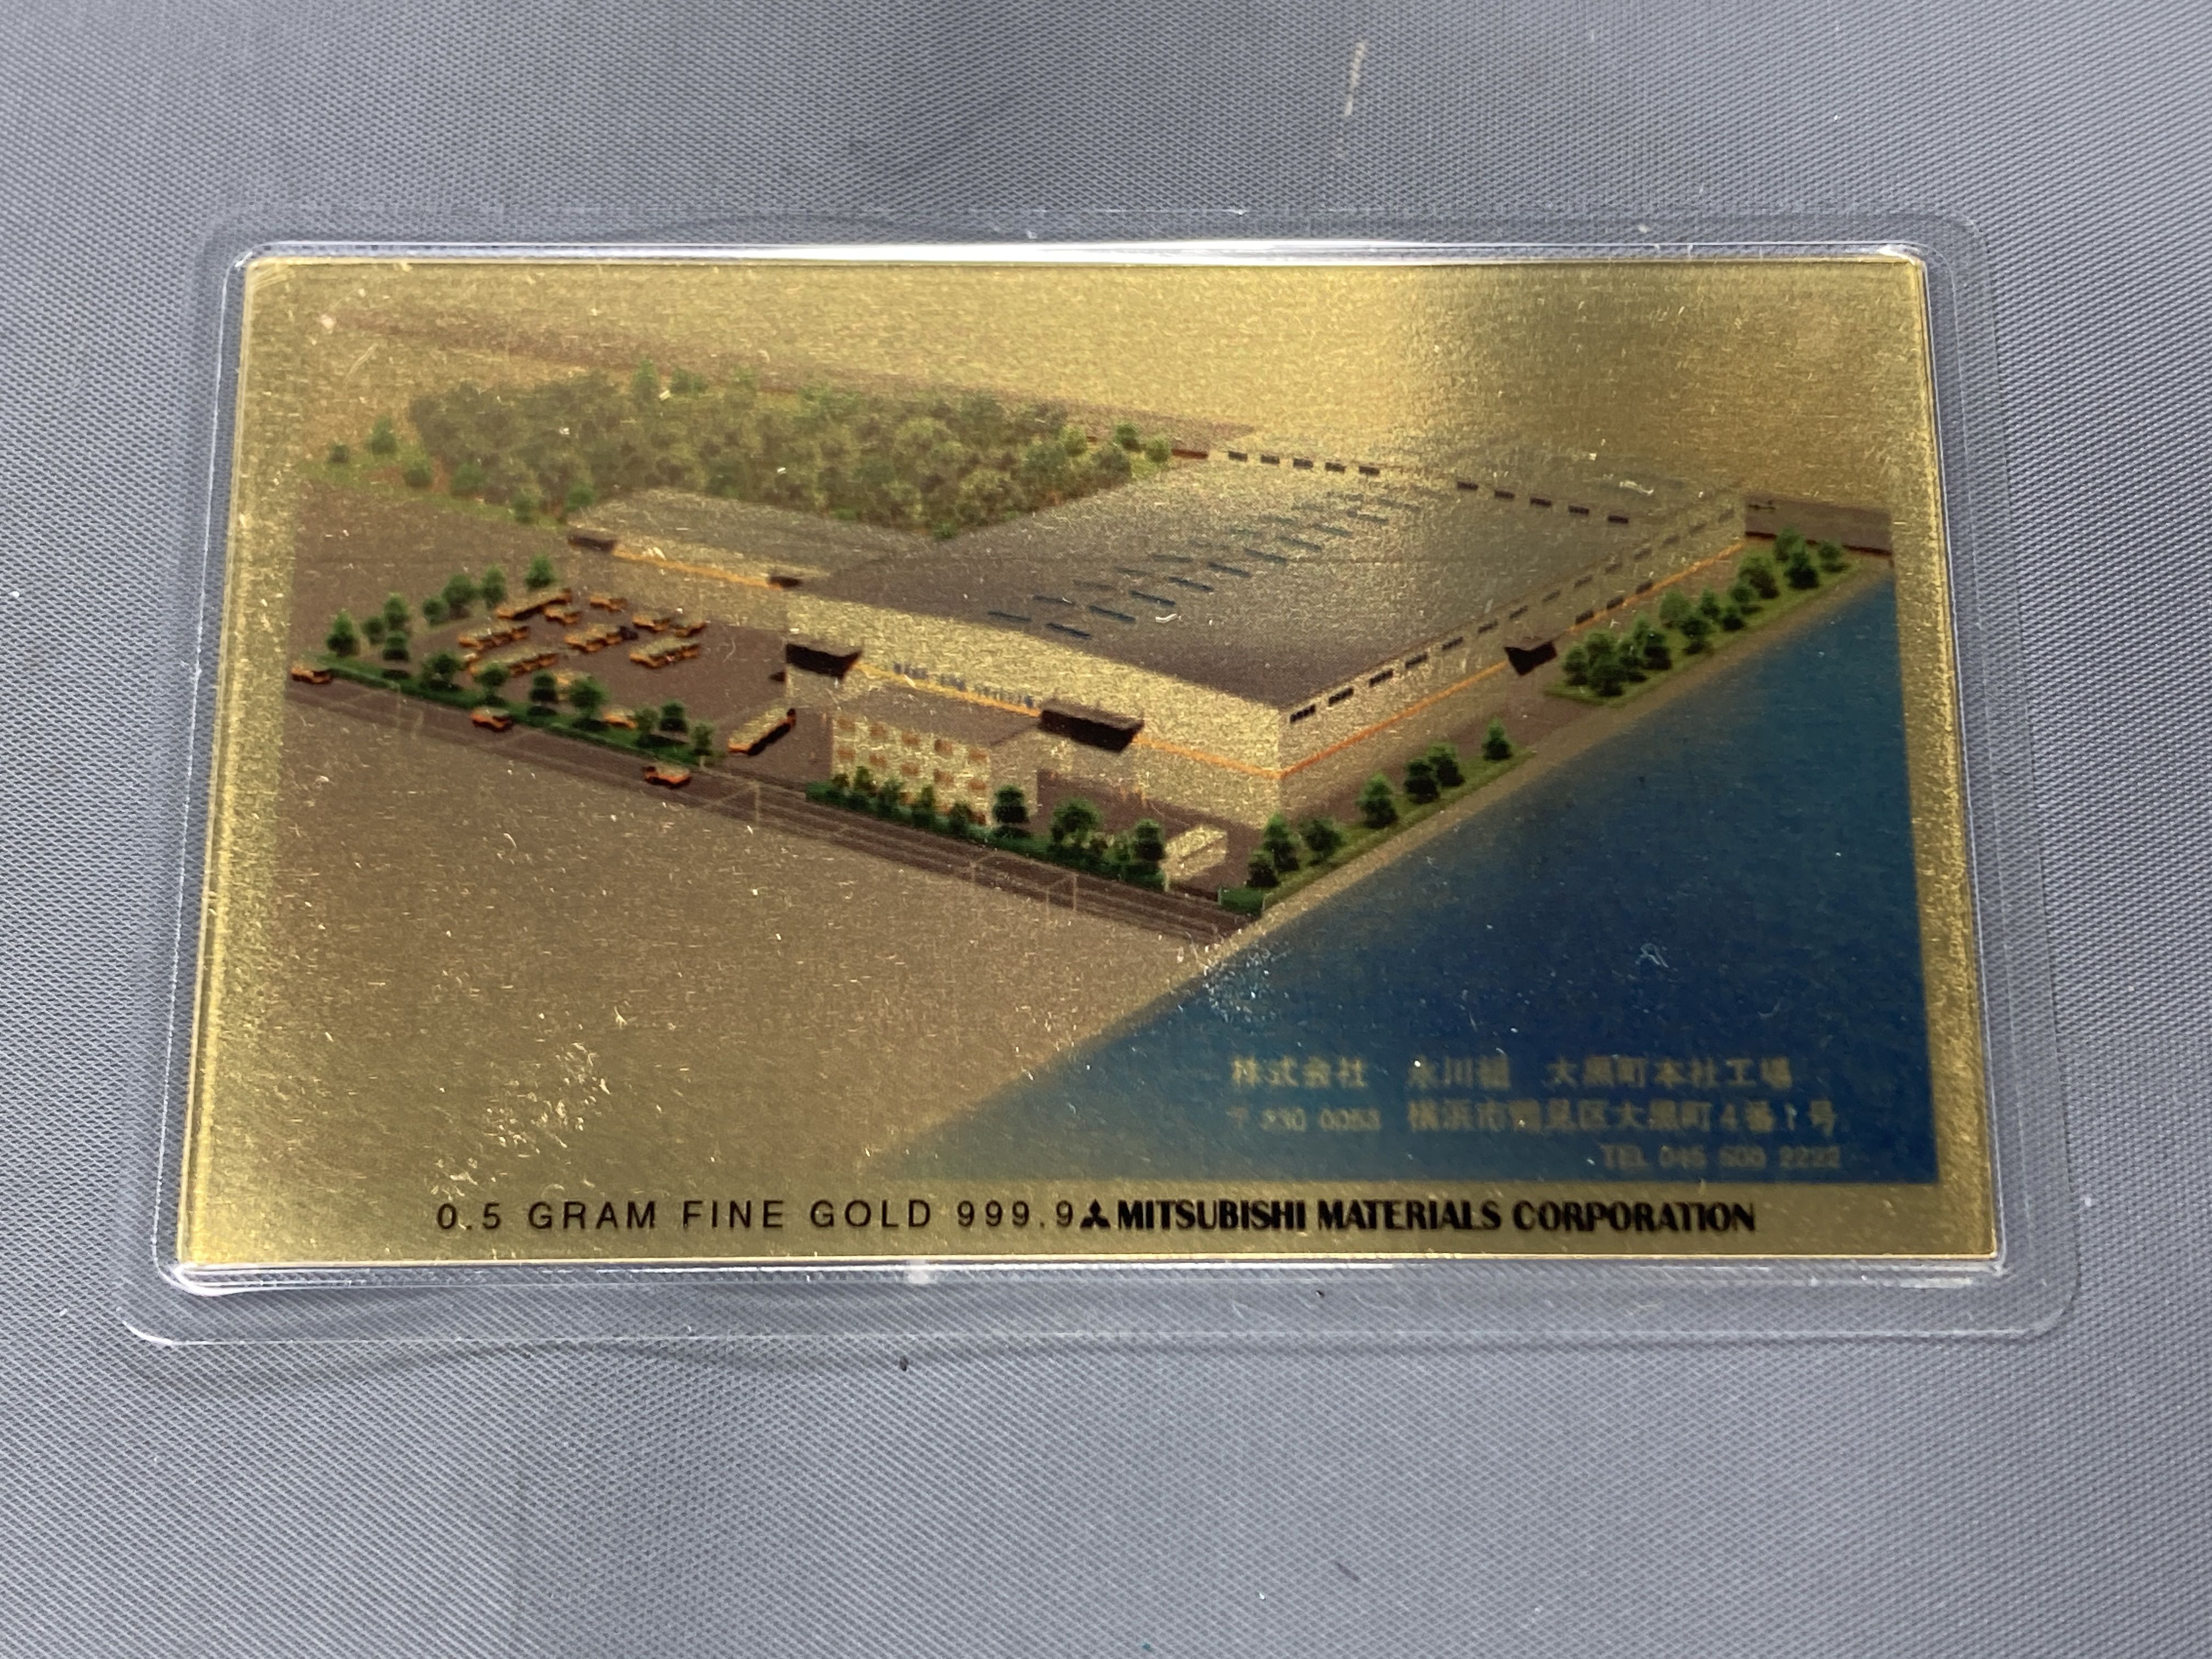 株式会社 水川組 大黒町本社工場
〒230 0053 横浜市鶴見区大黒町4番1号
TEL 045 508 2222
0.5 GRAM FINE GOLD 999.9 MITSUBISHI MATERIALS CORPORATION